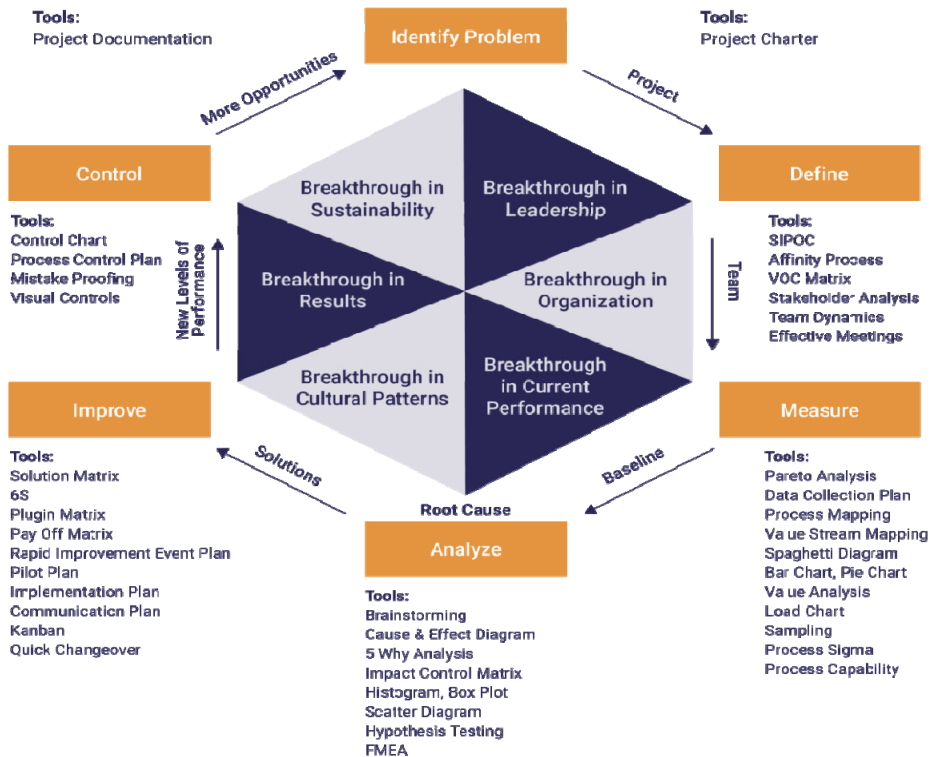 Tools:
Project Documentation
Identify Problem
Tools:
Project Charter
More Opportunities
Project
Control
Define
Tools:
Control Chart
Process Control Plan
Mistake Proofing
Visual Controls
New Levels of
Performance
Breakthrough in
Sustainability
Breakthrough in
Leadership
Breakthrough in
Results
Breakthrough in
Organization
Breakthrough in
Cultural Patterns
Breakthrough
in Current
Performance
Team
Tools:
SIPOC
Affinity Process
VOC Matrix
Stakeholder Analysis
Team Dynamics
Effective Meetings
Improve
Measure
Solutions
Baseline
Tools:
Solution Matrix
6S
Plugin Matrix
Pay Off Matrix
Rapid Improvement Event Plan
Pilot Plan
Implementation Plan
Communication Plan
Kanban
Quick Changeover
Root Cause
Analyze
Tools:
Brainstorming
Cause & Effect Diagram
5 Why Analysis
Impact Control Matrix
Histogram, Box Plot
Scatter Diagram
Hypothesis Testing
FMEA
Tools:
Pareto Analysis
Data Collection Plan
Process Mapping
Value Stream Mapping
Spaghetti Diagram
Bar Chart, Pie Chart
Value Analysis
Load Chart
Sampling
Process Sigma
Process Capability